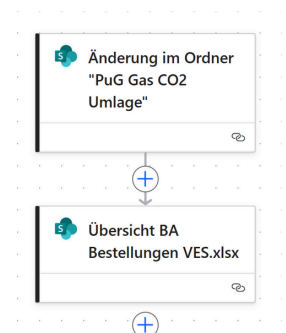 Änderung im Ordner
"PuG Gas CO2
Umlage"
Übersicht BA
Bestellungen VES.xlsx